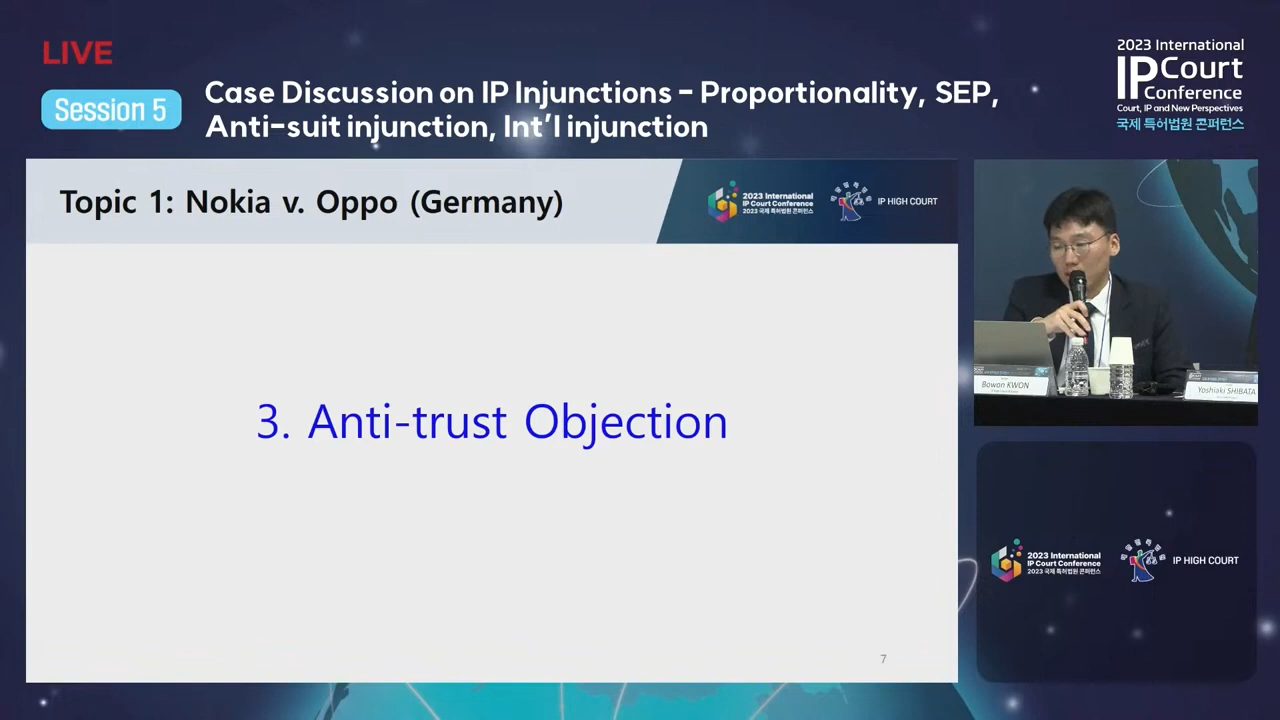 LIVE
Session 5
Case Discussion on IP Injunctions - Proportionality, SEP,
Anti-suit injunction, Int'l injunction
2023 International
IP Court
Conference
Court, IP and New Perspectives
국제 특허법원 콘퍼런스
Topic 1: Nokia v. Oppo (Germany)
2023 International
IP Court Conference
2023 국제 특허법원 콘퍼런스
IP HIGH COURT
3. Anti-trust Objection
7
Bowon KWON
Yoshiaki SHIBATA
2023 International
IP Court Conference
2023 국제 특허법원 콘퍼런스
IP HIGH COURT